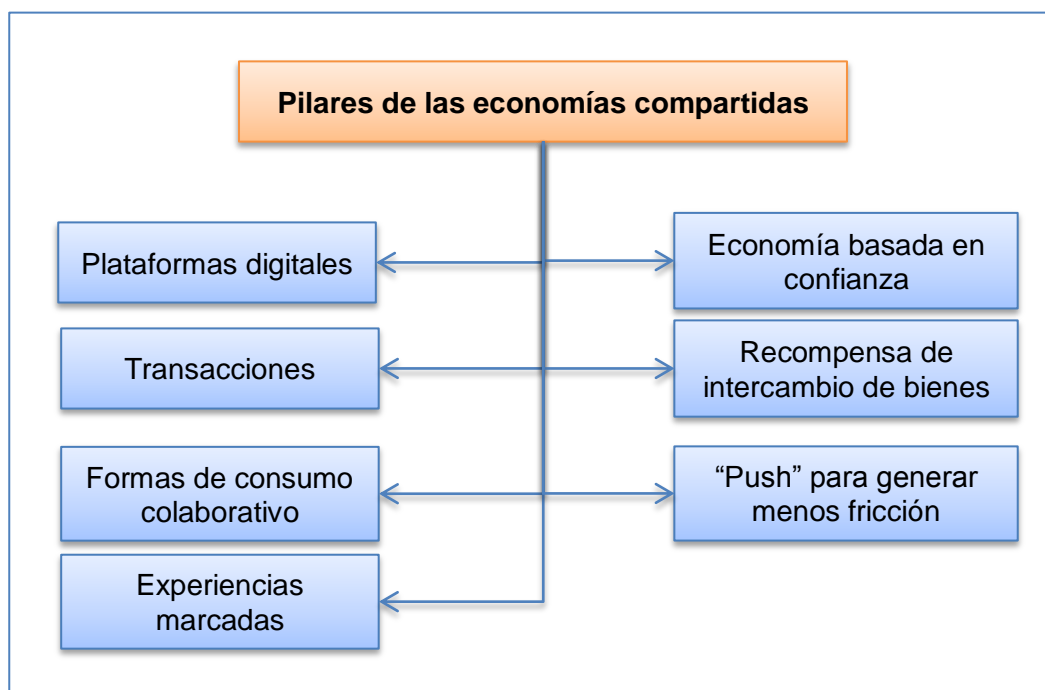 Pilares de las economías compartidas
Plataformas digitales
Economía basada en
confianza
Transacciones
Recompensa de
intercambio de bienes
Formas de consumo
colaborativo
“Push” para generar
menos fricción
Experiencias
marcadas